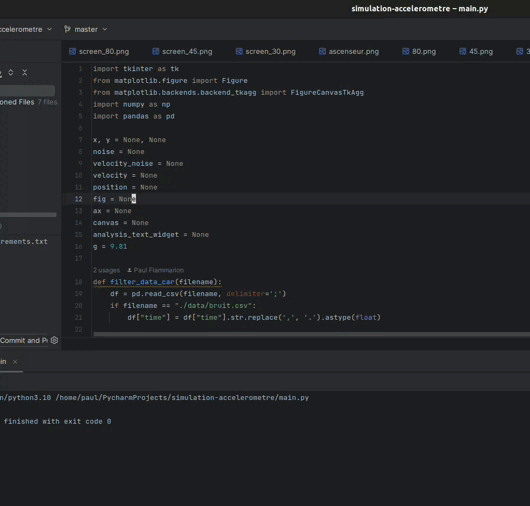 simulation-accelerometre – main.py
ccelerometre master
screen_80.png screen_45.png screen_30.png ascenseur.png 80.png 45.png 3
1 import tkinter as tk
2 from matplotlib.figure import Figure
3 from matplotlib.backends.backend_tkagg import FigureCanvasTkAgg
4 import numpy as np
5 import pandas as pd
6
7 x, y = None, None
8 noise = None
9 velocity_noise = None
10 velocity = None
11 position = None
12 fig = None
13 ax = None
14 canvas = None
15 analysis_text_widget = None
16 g = 9.81
17
2 usages Paul Flammarion
18 def filter_data_car(filename):
19 df = pd.read_csv(filename, delimiter=';')
20 if filename == "./data/bruit.csv":
21 df["time"] = df["time"].str.replace(',', '.').astype(float)
22
oned Files 7 files
rements.txt
Commit and Pu
in ×
n/python3.10 /home/paul/PycharmProjects/simulation-accelerometre/main.py
finished with exit code 0